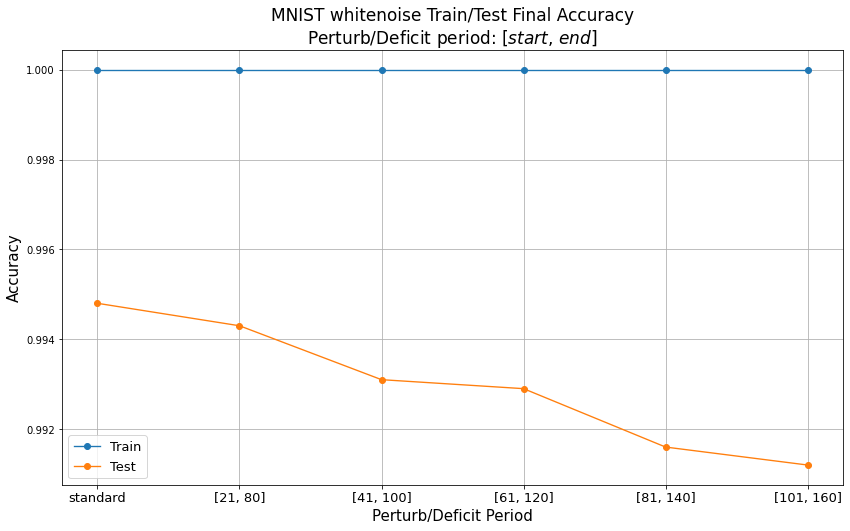 MNIST whitenoise Train/Test Final Accuracy
Perturb/Deficit period: [start, end]
Accuracy
1.000
0.998
0.996
0.994
0.992
Train
Test
standard [21, 80] [41, 100] [61, 120] [81, 140] [101, 160]
Perturb/Deficit Period